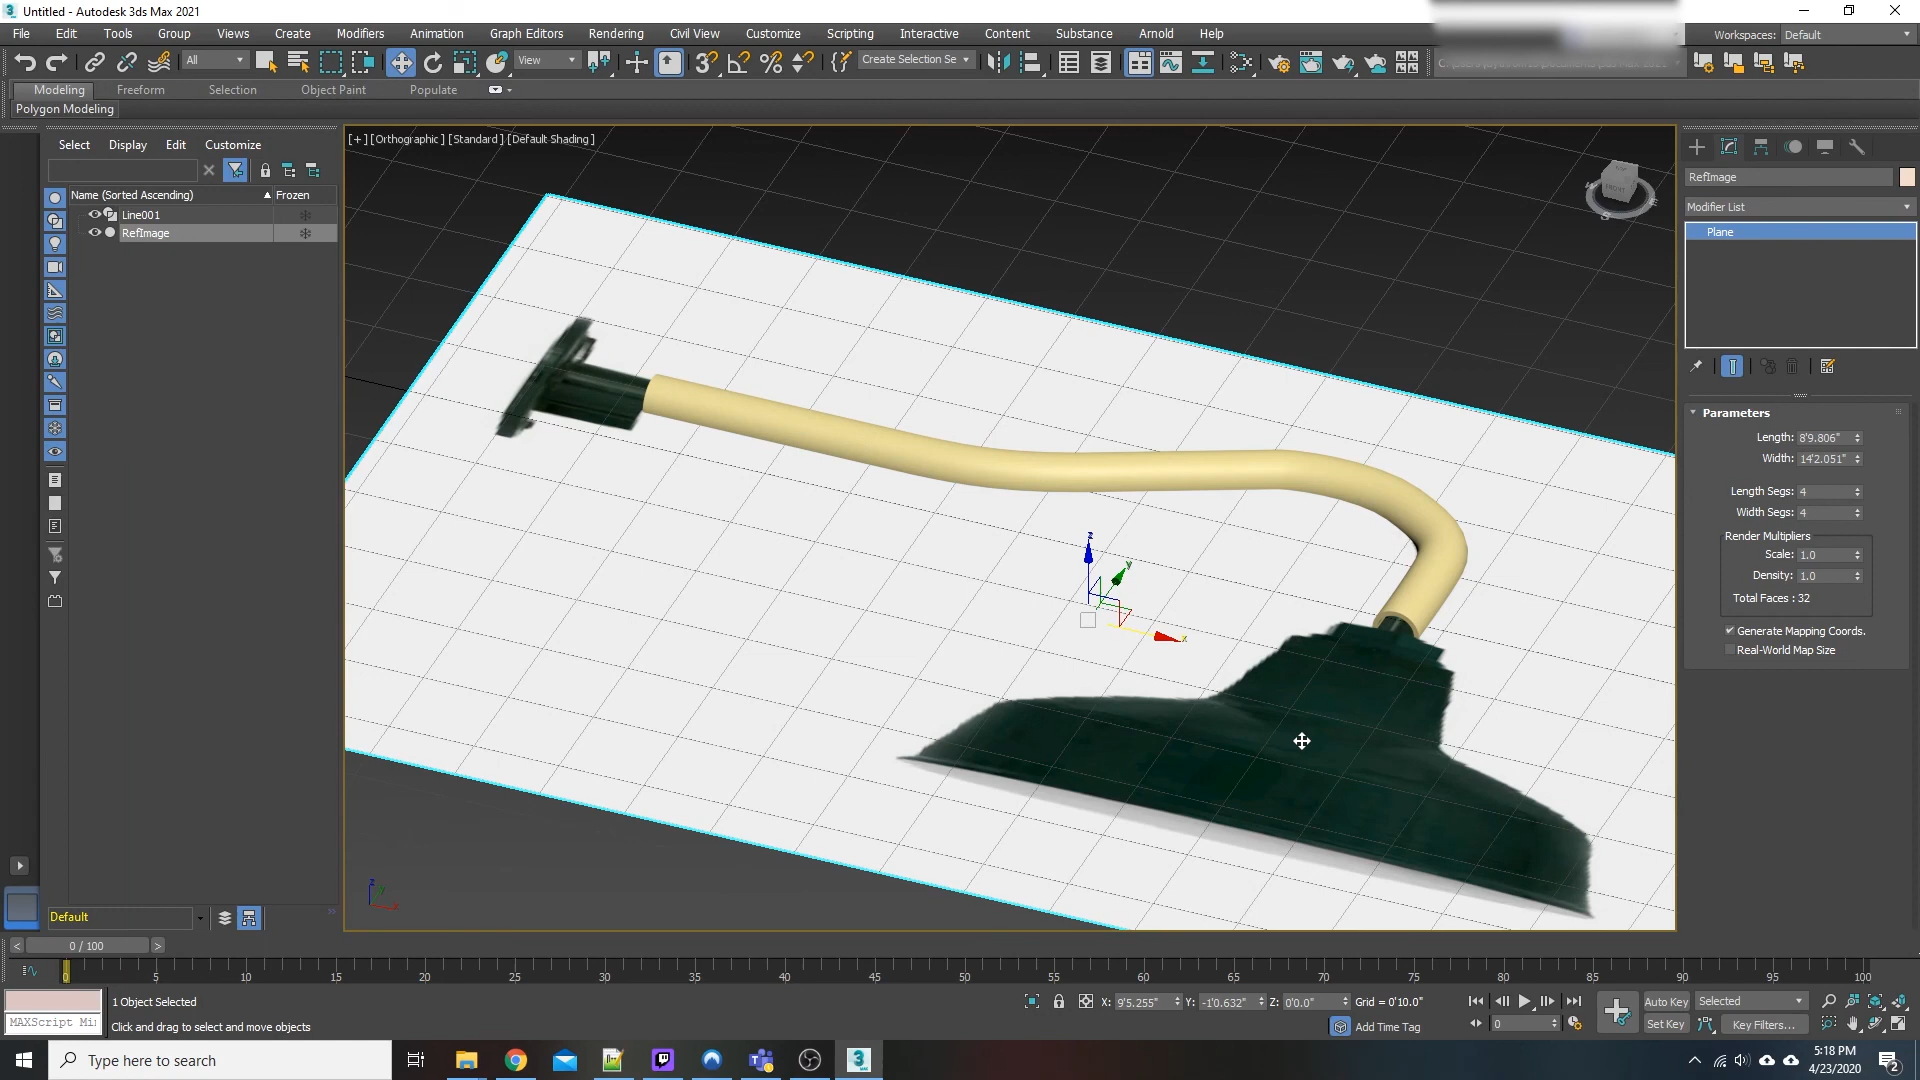 Untitled - Autodesk 3ds Max 2021
File Edit Tools Group Views Create Modifiers Animation Graph Editors Rendering Civil View Customize Scripting Interactive Content Substance Arnold Help
Workspaces: Default
All View Create Selection Se
Modeling Freeform Selection Object Paint Populate
Polygon Modeling
Select Display Edit Customize
Name (Sorted Ascending) Frozen
Line001
RefImage
[+] [Orthographic] [Standard] [Default Shading]
FRONT
z
y
x
z
y
RefImage
Modifier List
Plane
Parameters
Length: 8'9.806"
Width: 14'2.051"
Length Segs: 4
Width Segs: 4
Render Multipliers
Scale: 1.0
Density: 1.0
Total Faces : 32
Generate Mapping Coords.
Real-World Map Size
Default
< 0 / 100 >
0 5 10 15 20 25 30 35 40 45 50 55 60 65 70 75 80 85 90 95 100
1 Object Selected
X: 9'5.255" Y: -1'0.632" Z: 0'0.0" Grid = 0'10.0"
Auto Key Selected
MAXScript Mi
Click and drag to select and move objects
Add Time Tag
0
Set Key Key Filters...
Type here to search
5:18 PM
4/23/2020
2